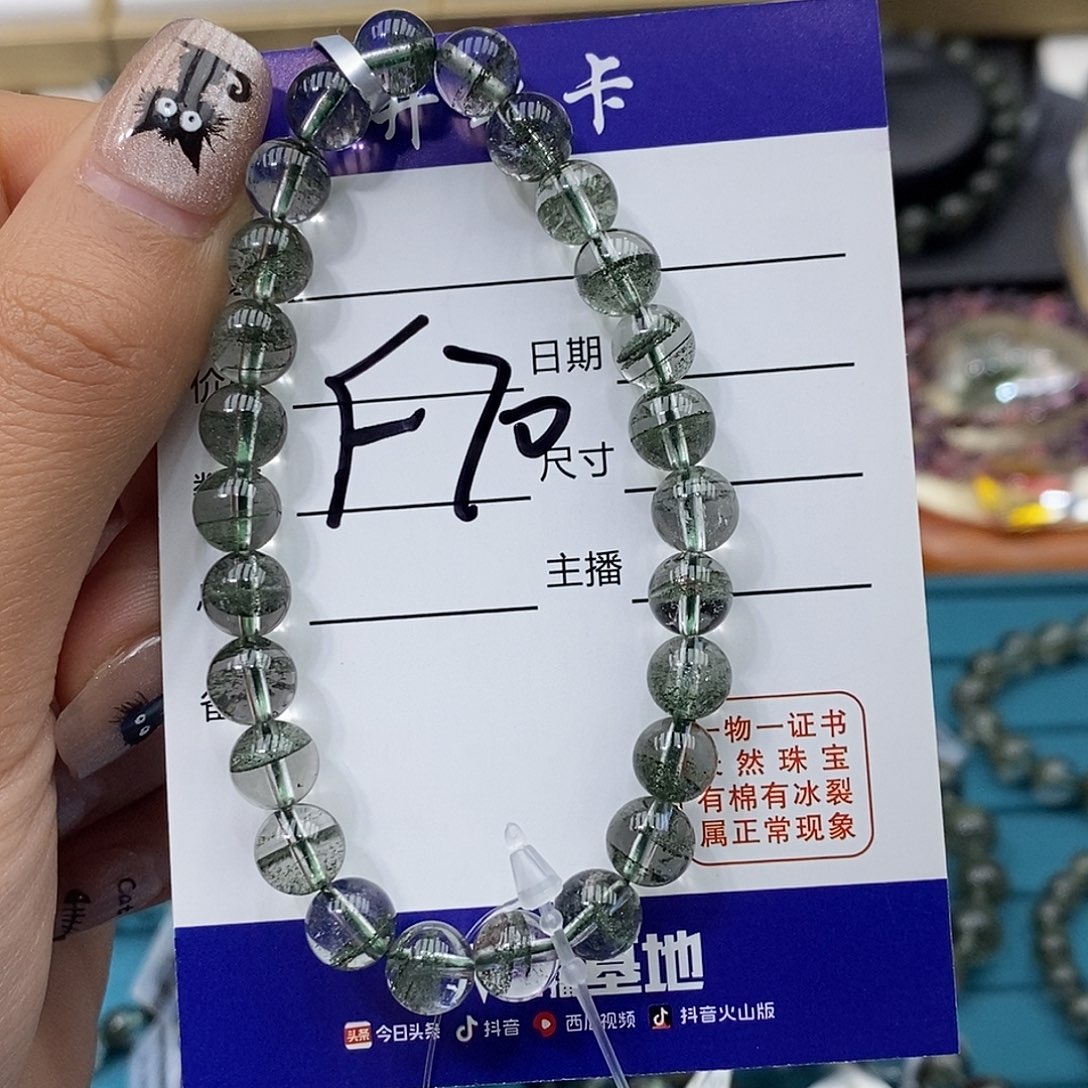 卡
日期
F70
尺寸
主播
一物一证书
然珠宝
有棉有冰裂
属正常现象
基地
头条 今日头条 抖音 西瓜视频 抖音火山版
Cat